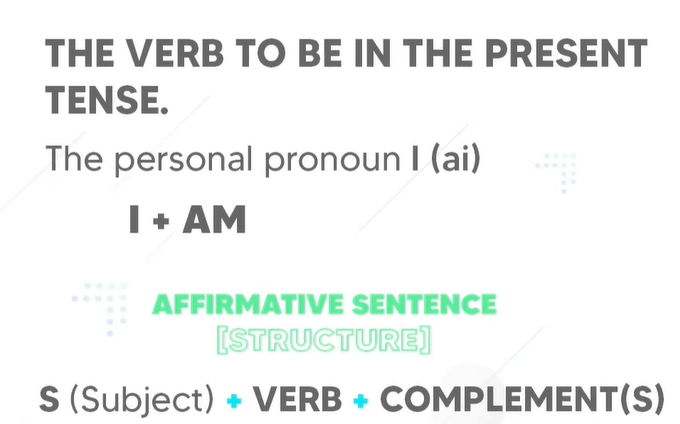 THE VERB TO BE IN THE PRESENT
TENSE.
The personal pronoun I (ai)
I + AM
AFFIRMATIVE SENTENCE
[STRUCTURE]
S (Subject) + VERB + COMPLEMENT(S)